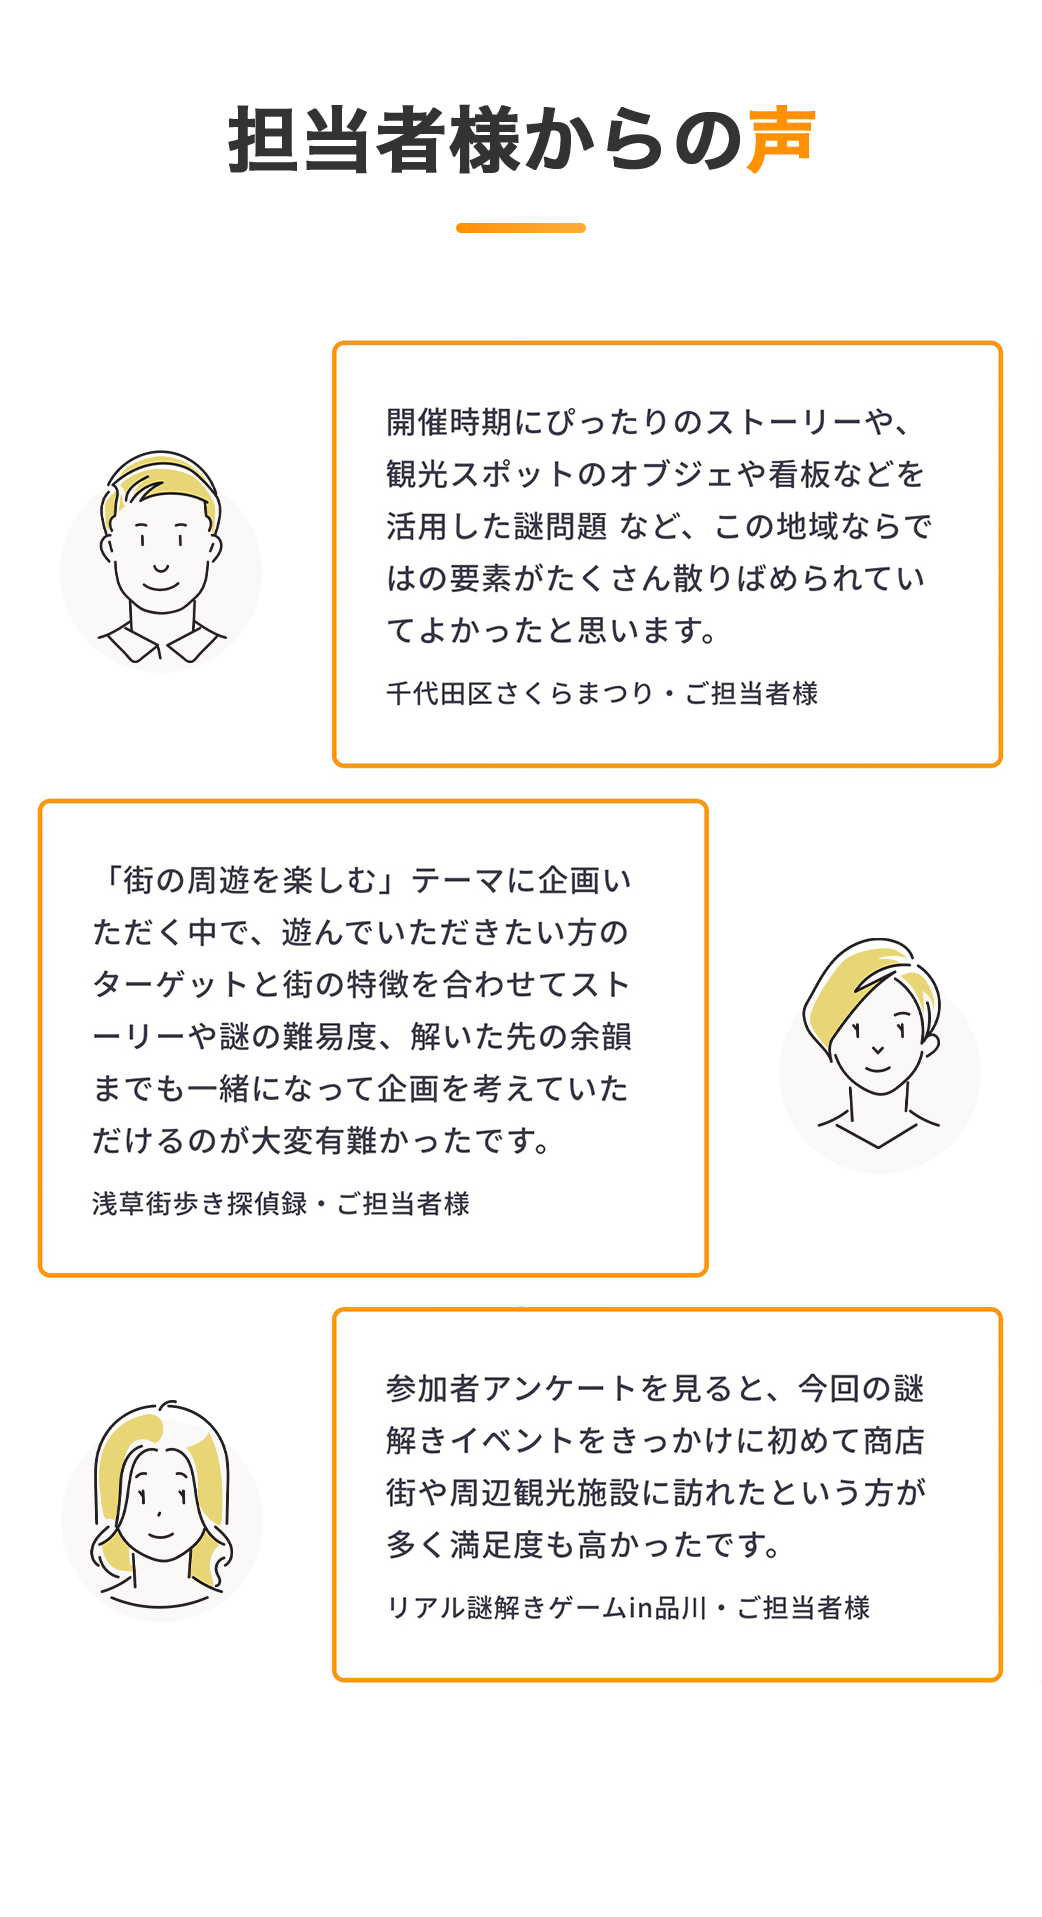 担当者様からの声
開催時期にぴったりのストーリーや、
観光スポットのオブジェや看板などを
活用した謎問題 など、この地域ならで
はの要素がたくさん散りばめられてい
てよかったと思います。
千代田区さくらまつり・ご担当者様
「街の周遊を楽しむ」テーマに企画い
ただく中で、遊んでいただきたい方の
ターゲットと街の特徴を合わせてスト
ーリーや謎の難易度、解いた先の余韻
までも一緒になって企画を考えていた
だけるのが大変有難かったです。
浅草街歩き探偵録・ご担当者様
参加者アンケートを見ると、今回の謎
解きイベントをきっかけに初めて商店
街や周辺観光施設に訪れたという方が
多く満足度も高かったです。
リアル謎解きゲームin品川・ご担当者様